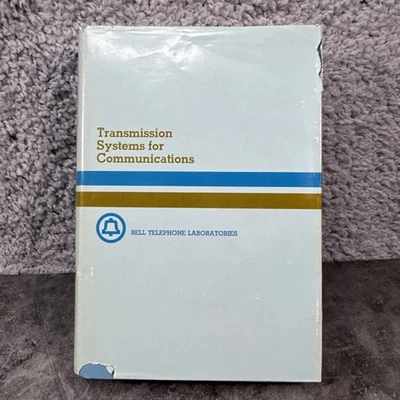 Transmission
Systems for
Communications
BELL TELEPHONE LABORATORIES